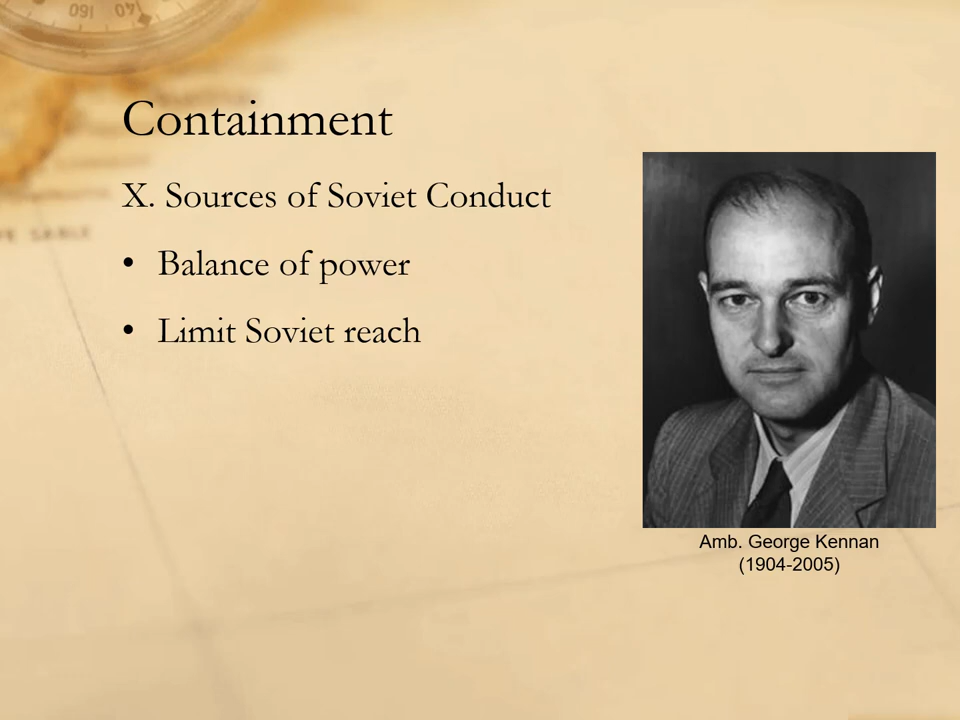 Containment
X. Sources of Soviet Conduct
• Balance of power
• Limit Soviet reach
Amb. George Kennan
(1904-2005)